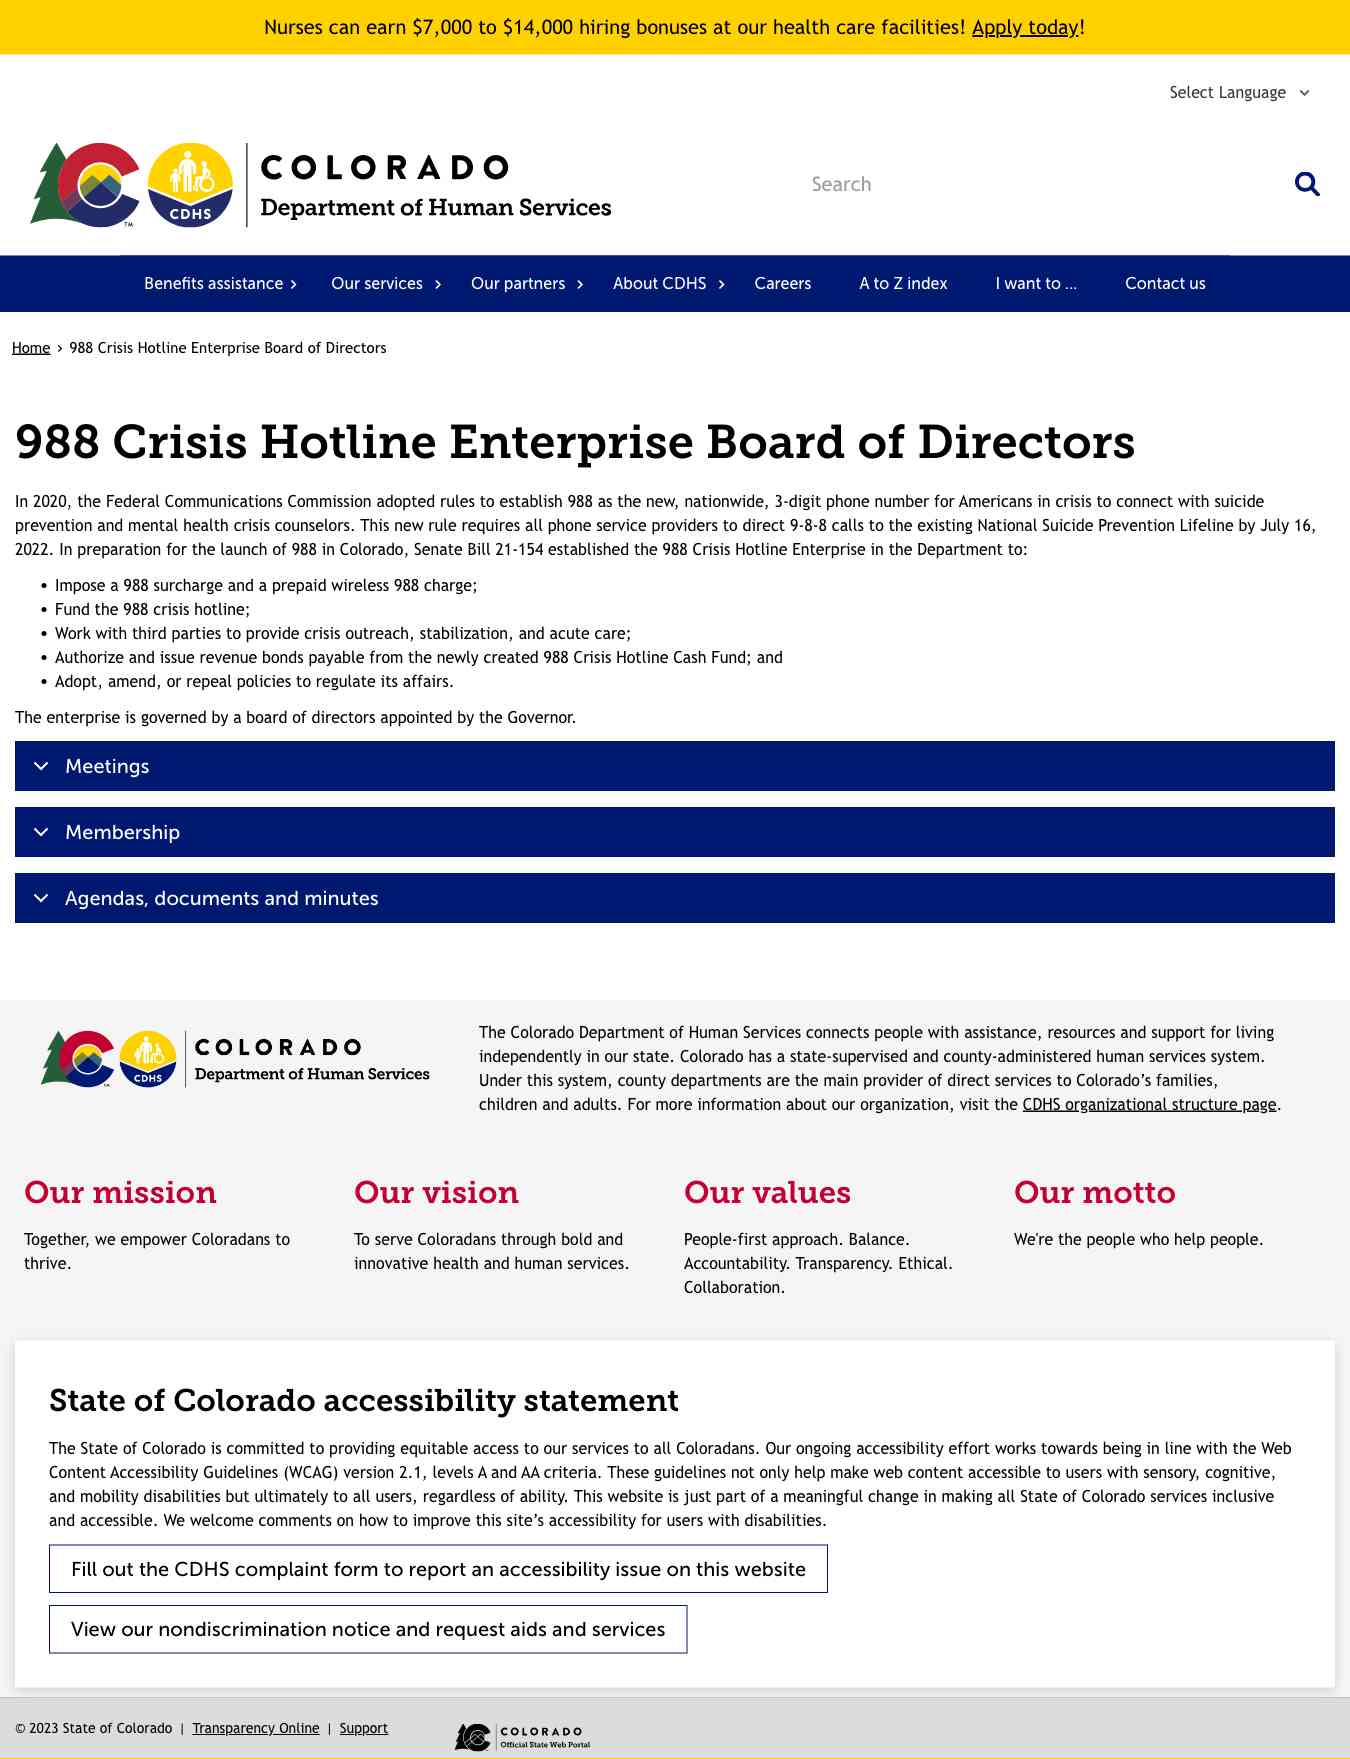 Nurses can earn $7,000 to $14,000 hiring bonuses at our health care facilities! Apply today!
Select Language
CDHS
TM
COLORADO
Department of Human Services
Search
Benefits assistance › Our services › Our partners › About CDHS › Careers A to Z index I want to ... Contact us
Home › 988 Crisis Hotline Enterprise Board of Directors
988 Crisis Hotline Enterprise Board of Directors
In 2020, the Federal Communications Commission adopted rules to establish 988 as the new, nationwide, 3-digit phone number for Americans in crisis to connect with suicide
prevention and mental health crisis counselors. This new rule requires all phone service providers to direct 9-8-8 calls to the existing National Suicide Prevention Lifeline by July 16,
2022. In preparation for the launch of 988 in Colorado, Senate Bill 21-154 established the 988 Crisis Hotline Enterprise in the Department to:
• Impose a 988 surcharge and a prepaid wireless 988 charge;
• Fund the 988 crisis hotline;
• Work with third parties to provide crisis outreach, stabilization, and acute care;
• Authorize and issue revenue bonds payable from the newly created 988 Crisis Hotline Cash Fund; and
• Adopt, amend, or repeal policies to regulate its affairs.
The enterprise is governed by a board of directors appointed by the Governor.
Meetings
Membership
Agendas, documents and minutes
CDHS
COLORADO
Department of Human Services
The Colorado Department of Human Services connects people with assistance, resources and support for living
independently in our state. Colorado has a state-supervised and county-administered human services system.
Under this system, county departments are the main provider of direct services to Colorado’s families,
children and adults. For more information about our organization, visit the CDHS organizational structure page.
Our mission
Together, we empower Coloradans to
thrive.
Our vision
To serve Coloradans through bold and
innovative health and human services.
Our values
People-first approach. Balance.
Accountability. Transparency. Ethical.
Collaboration.
Our motto
We're the people who help people.
State of Colorado accessibility statement
The State of Colorado is committed to providing equitable access to our services to all Coloradans. Our ongoing accessibility effort works towards being in line with the Web
Content Accessibility Guidelines (WCAG) version 2.1, levels A and AA criteria. These guidelines not only help make web content accessible to users with sensory, cognitive,
and mobility disabilities but ultimately to all users, regardless of ability. This website is just part of a meaningful change in making all State of Colorado services inclusive
and accessible. We welcome comments on how to improve this site’s accessibility for users with disabilities.
Fill out the CDHS complaint form to report an accessibility issue on this website
View our nondiscrimination notice and request aids and services
© 2023 State of Colorado | Transparency Online | Support
COLORADO
Official State Web Portal